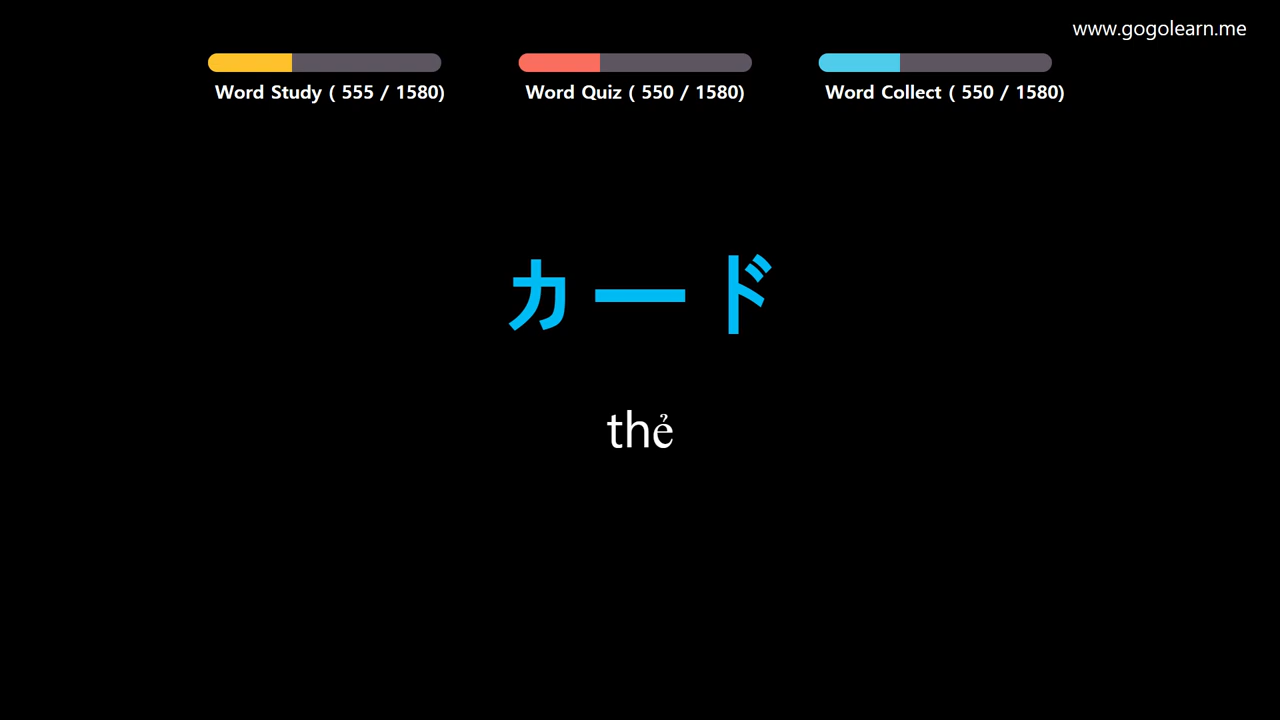 www.gogolearn.me
Word Study ( 555 / 1580)
Word Quiz ( 550 / 1580)
Word Collect ( 550 / 1580)
カード
thẻ